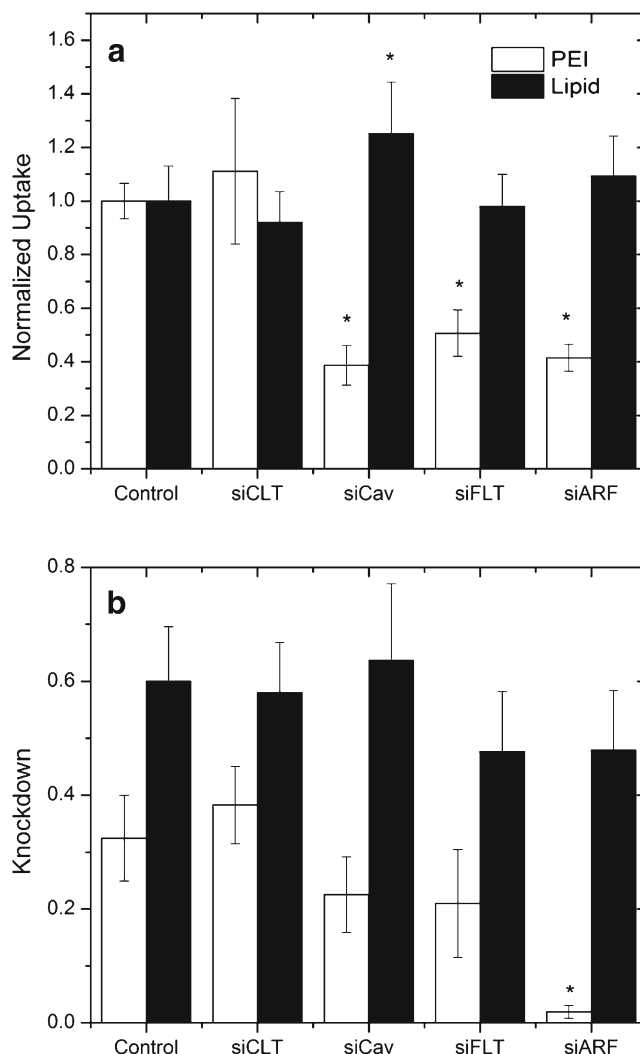 a
PEI
Lipid
1.6
1.4
1.2
1.0
0.8
0.6
0.4
0.2
0.0
Normalized Uptake
*
*
*
*
Control siCLT siCav siFLT siARF
b
0.8
0.6
0.4
0.2
0.0
Knockdown
*
Control siCLT siCav siFLT siARF